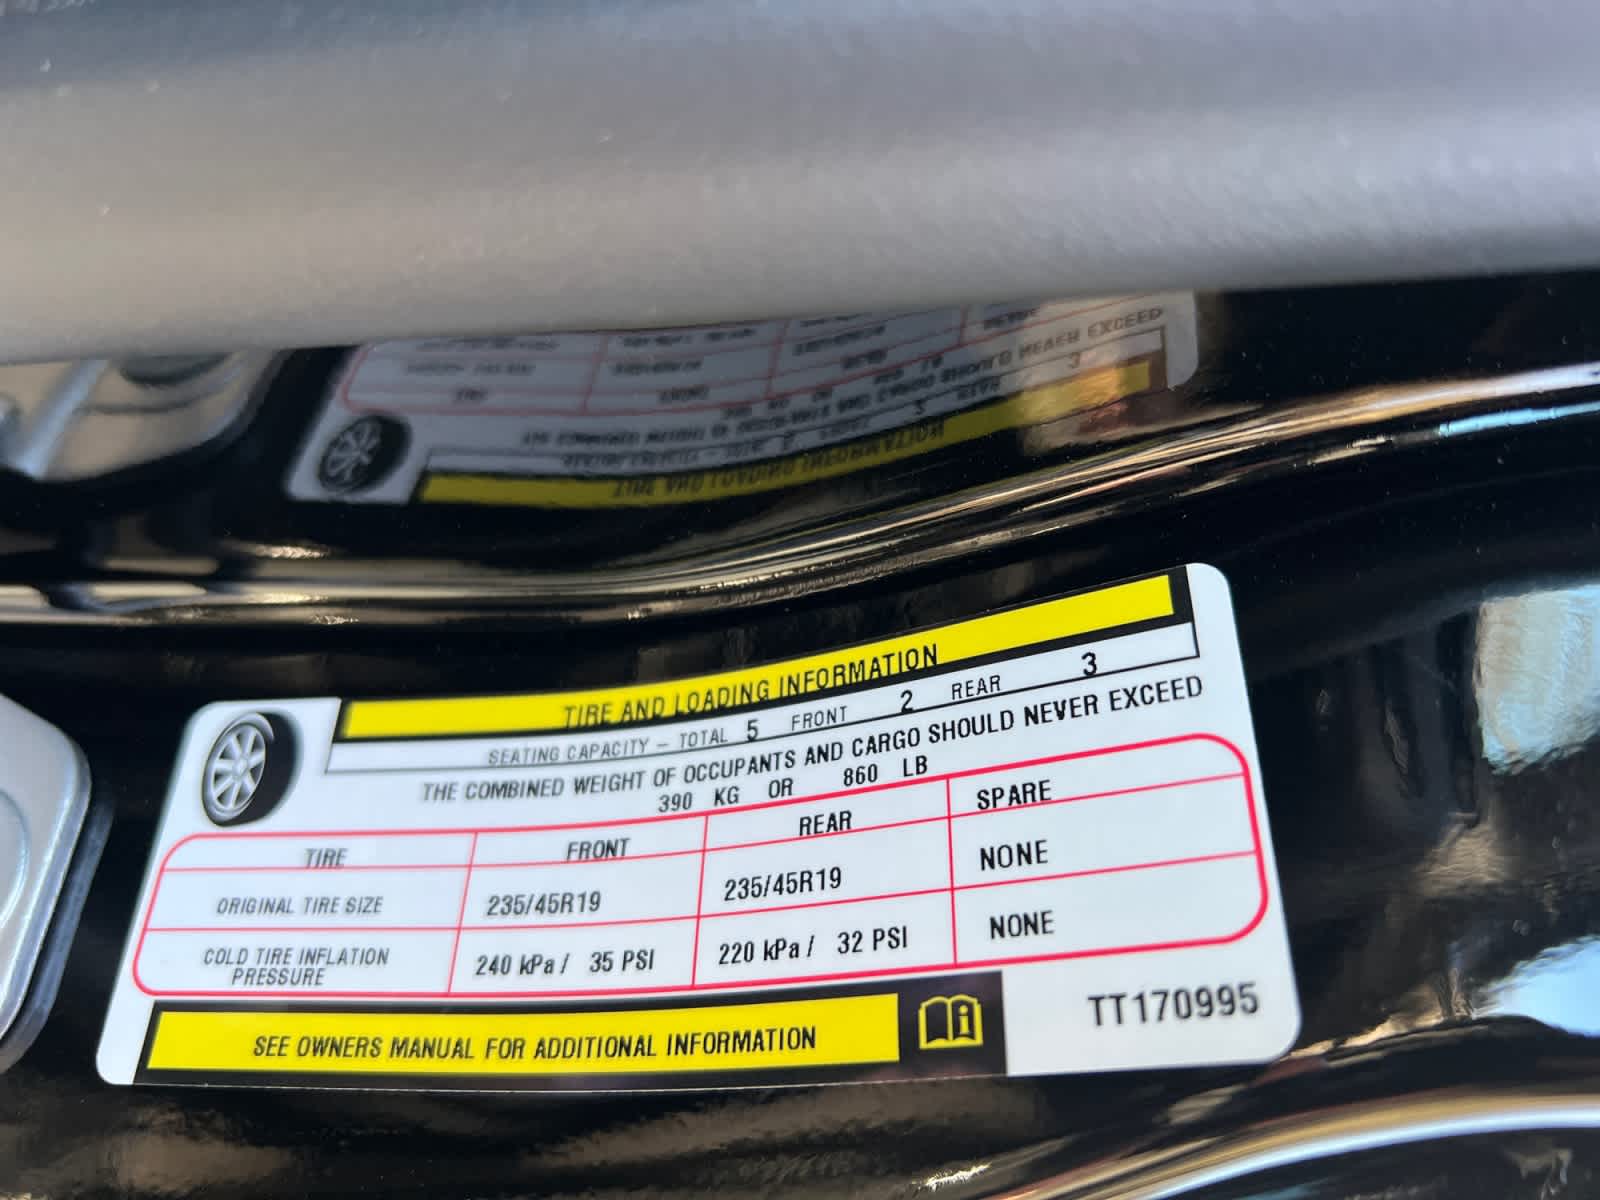 TIRE AND LOADING INFORMATION
SEATING CAPACITY – TOTAL 5 FRONT 2 REAR 3
THE COMBINED WEIGHT OF OCCUPANTS AND CARGO SHOULD NEVER EXCEED
390 KG OR 860 LB
TIRE FRONT REAR SPARE
ORIGINAL TIRE SIZE 235/45R19 235/45R19 NONE
COLD TIRE INFLATION
PRESSURE 240 kPa / 35 PSI 220 kPa / 32 PSI NONE
SEE OWNERS MANUAL FOR ADDITIONAL INFORMATION
TT170995